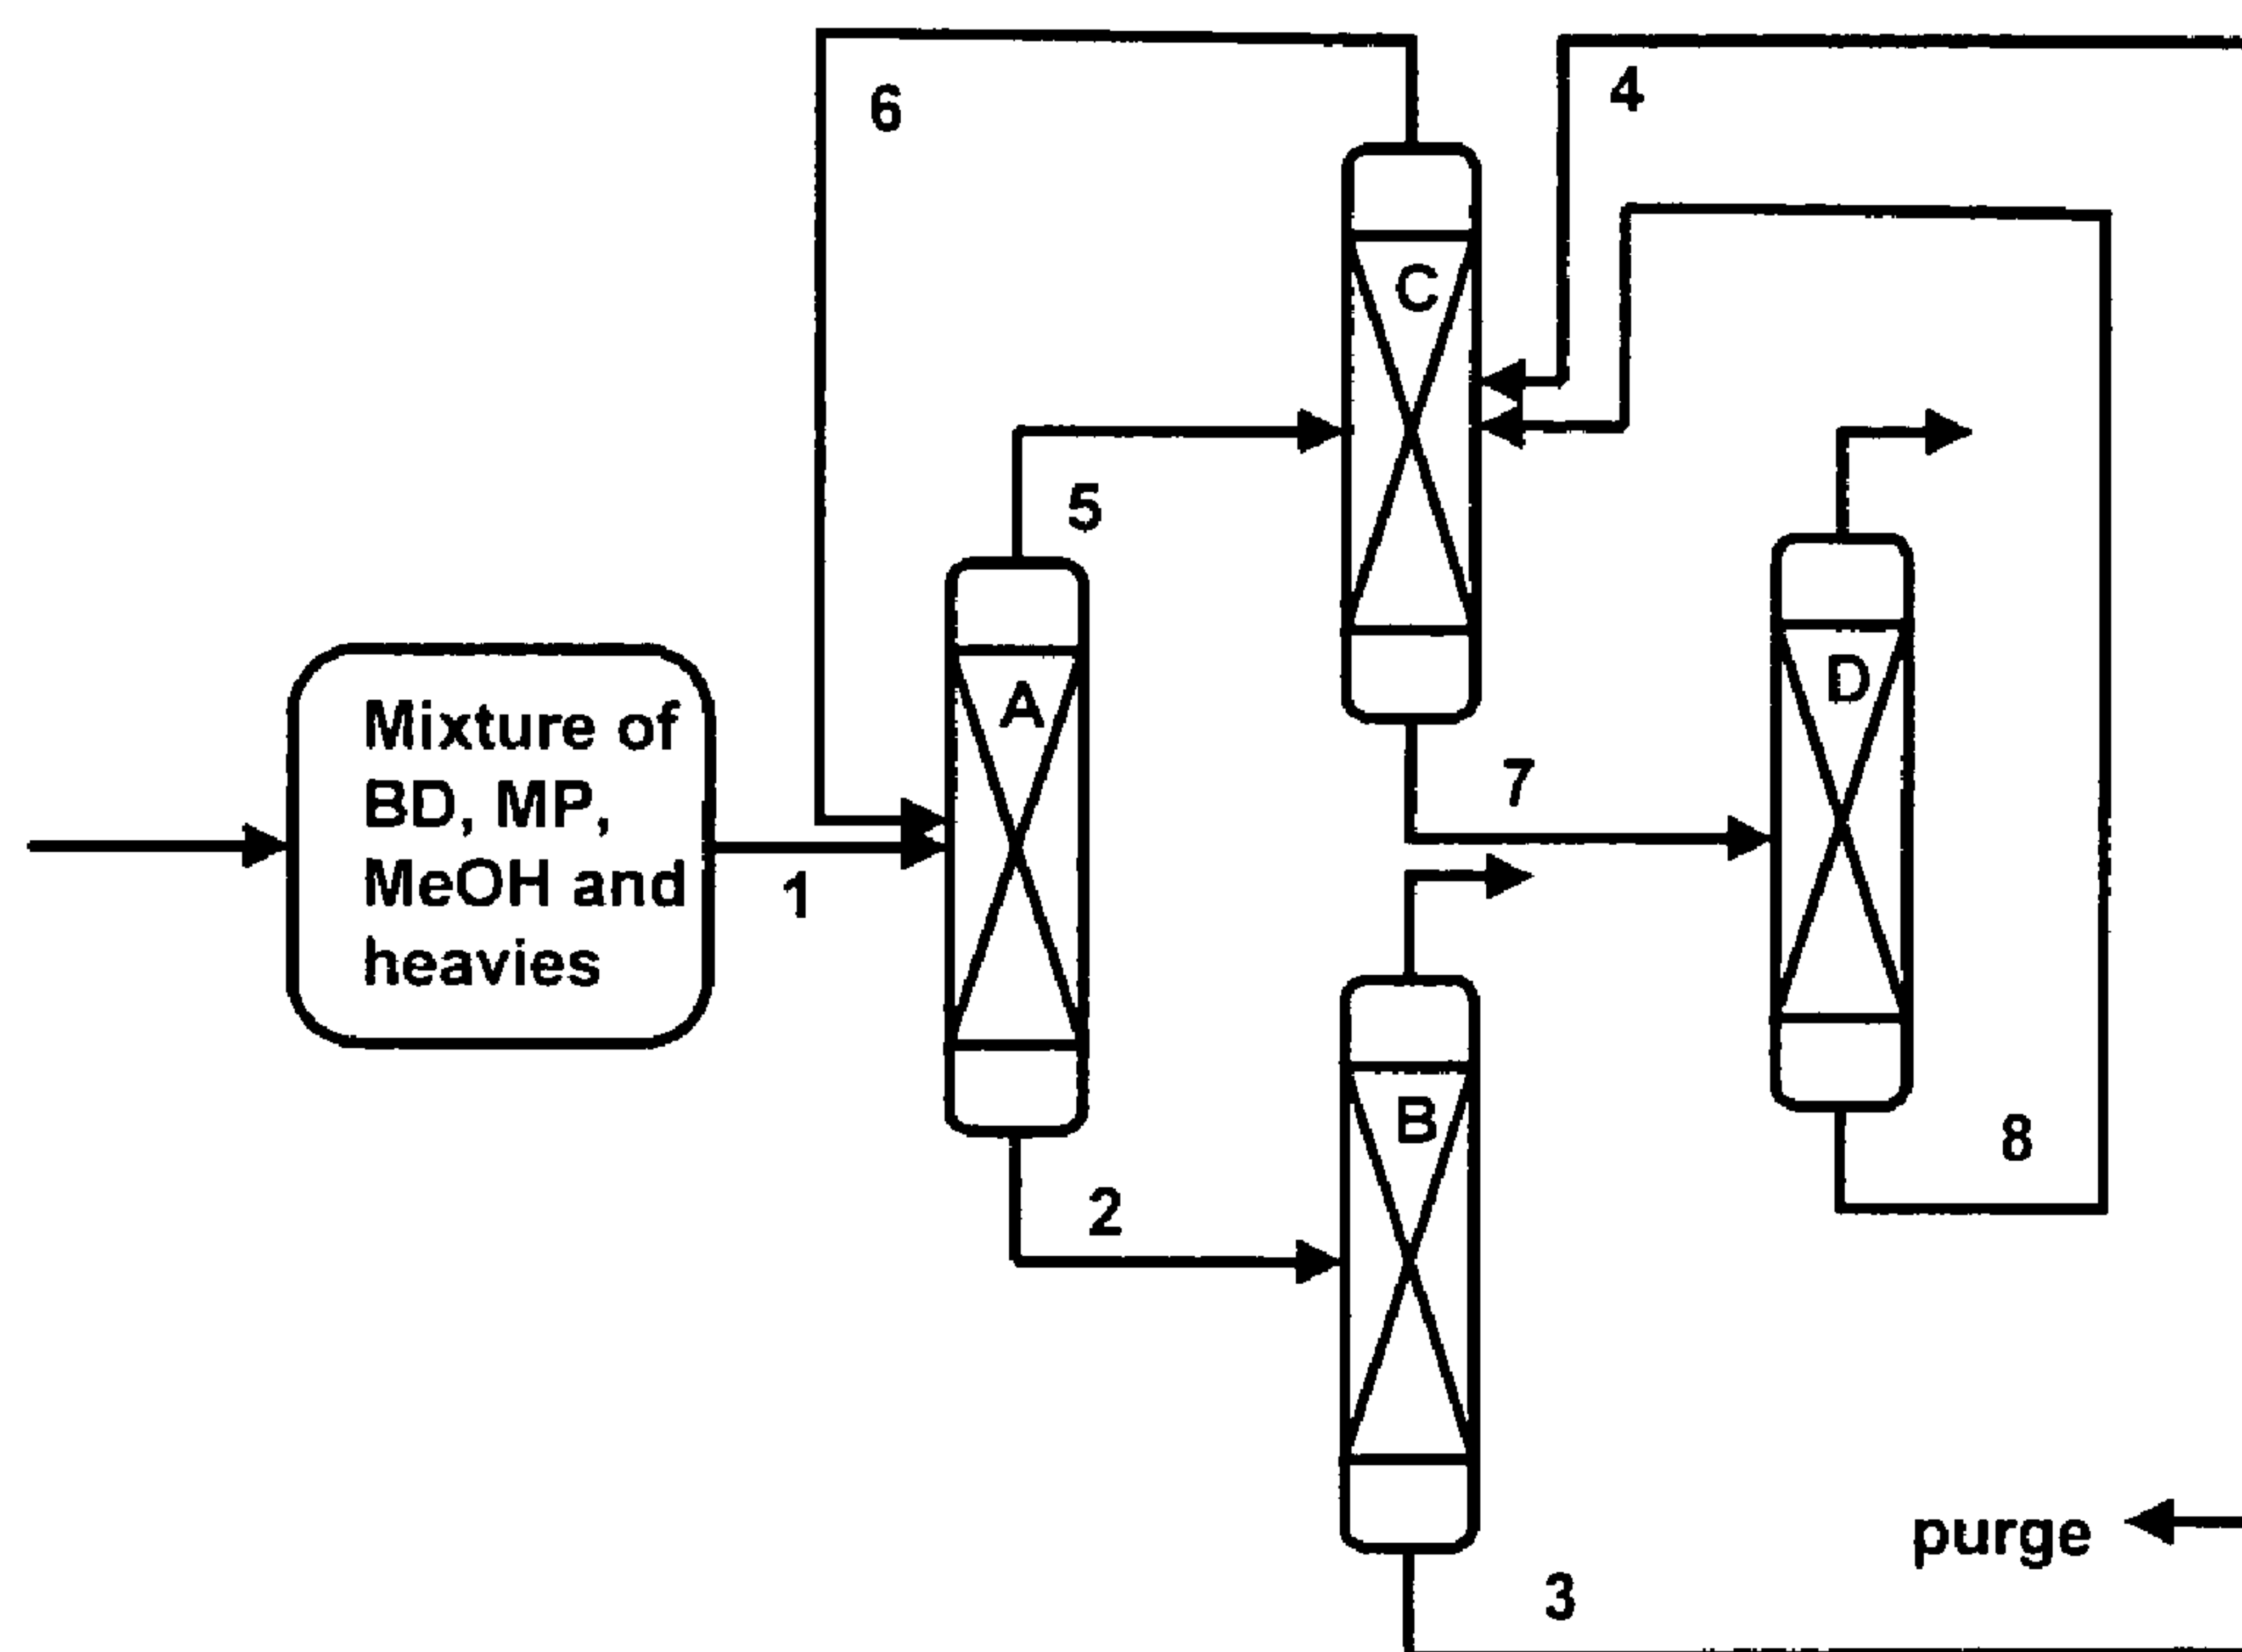 6
4
C
5
A
D
Mixture of
BD, MP,
MeOH and
heavies
7
1
B
8
2
purge
3